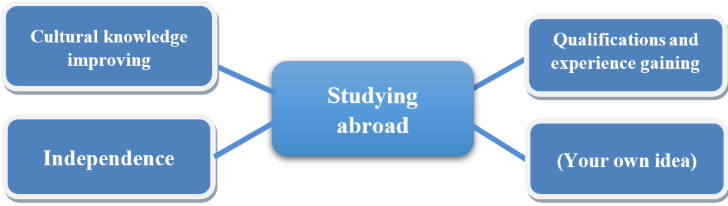 Cultural knowledge
improving
Qualifications and
experience gaining
Studying
abroad
Independence
(Your own idea)